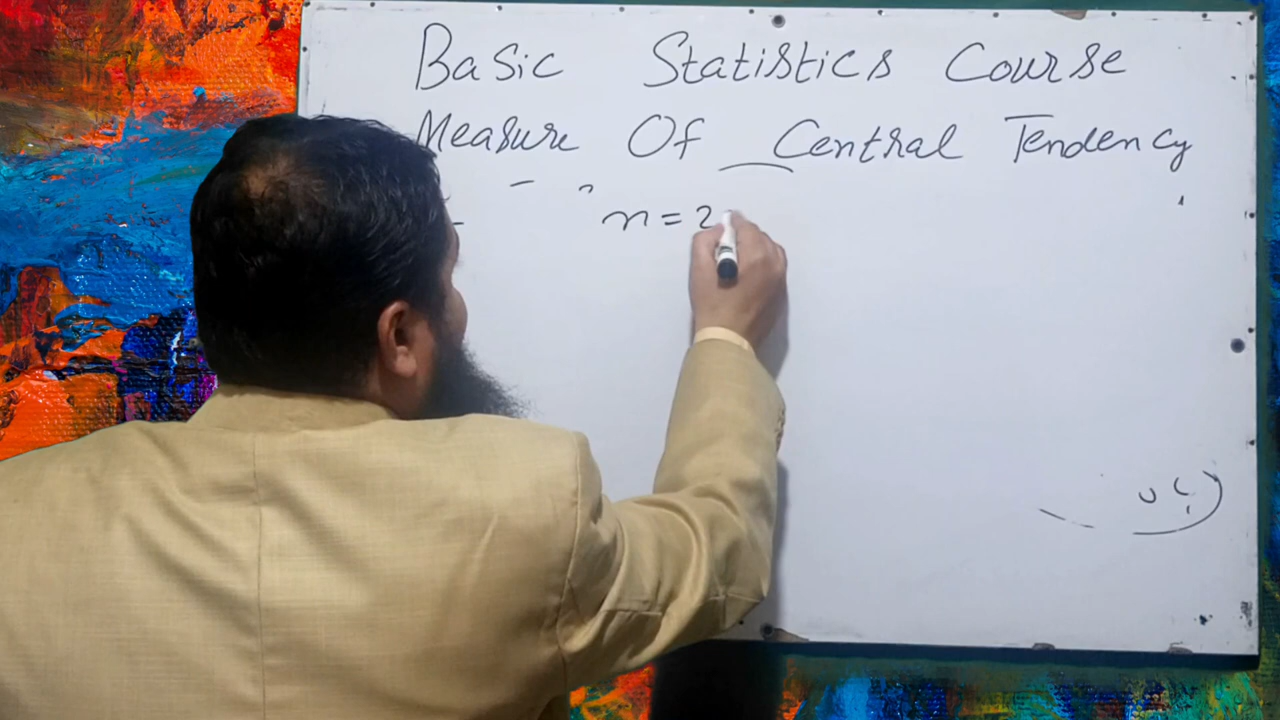 Basic Statistics Course
Measure Of Central Tendency
n = 2